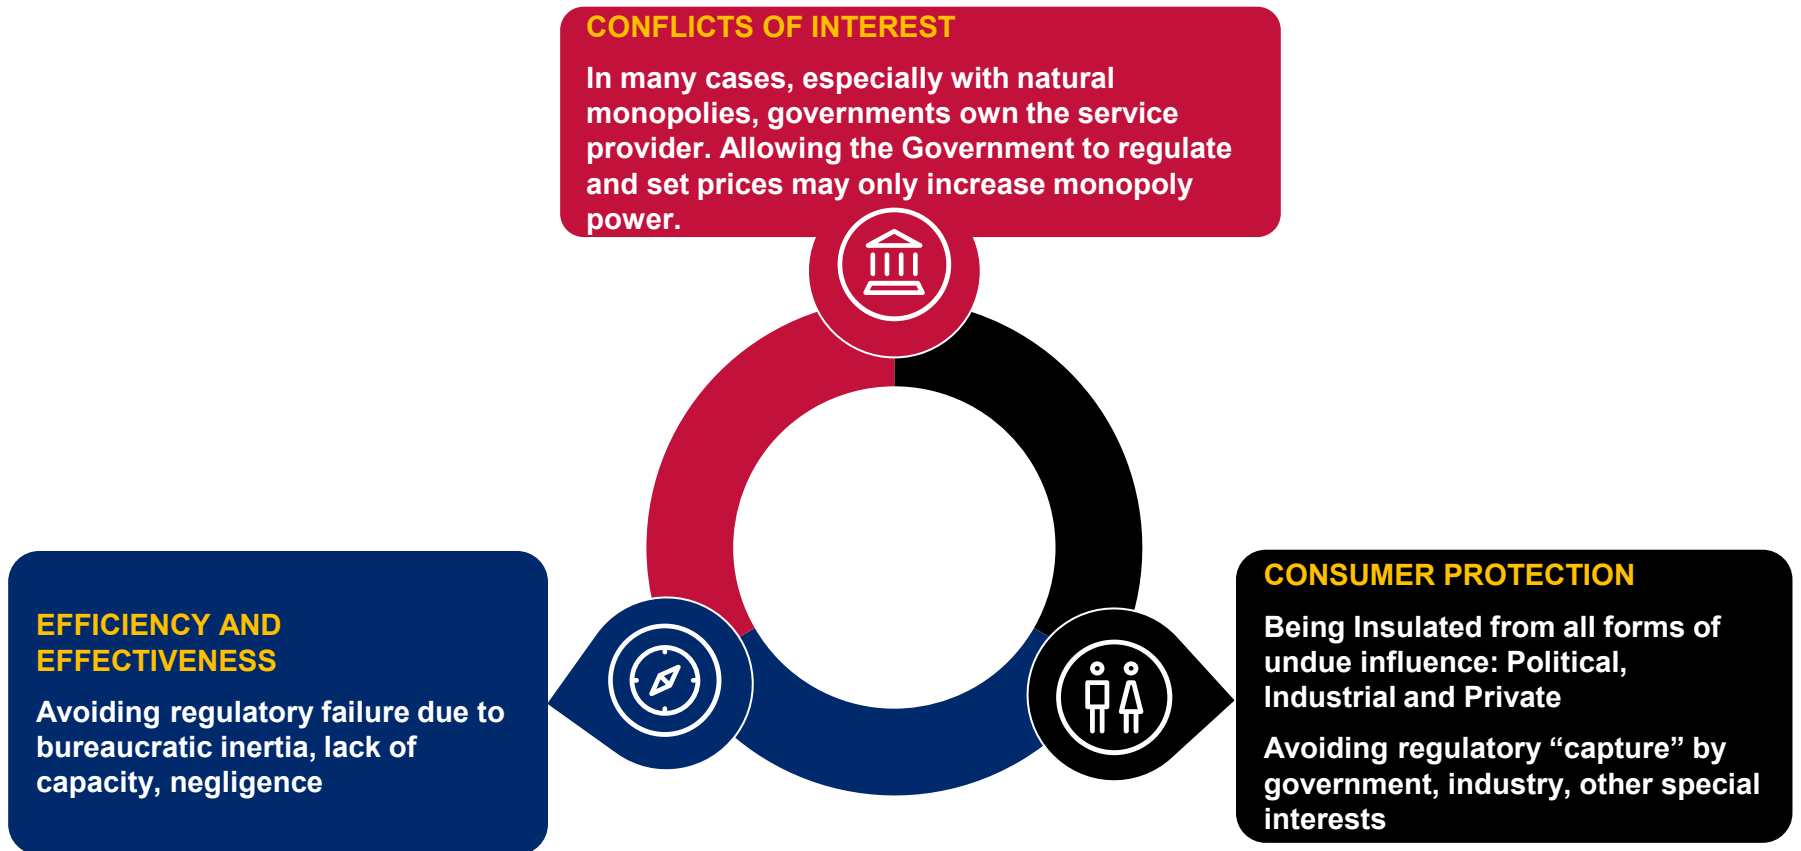 CONFLICTS OF INTEREST
In many cases, especially with natural
monopolies, governments own the service
provider. Allowing the Government to regulate
and set prices may only increase monopoly
power.
EFFICIENCY AND
EFFECTIVENESS
Avoiding regulatory failure due to
bureaucratic inertia, lack of
capacity, negligence
CONSUMER PROTECTION
Being Insulated from all forms of
undue influence: Political,
Industrial and Private
Avoiding regulatory “capture” by
government, industry, other special
interests